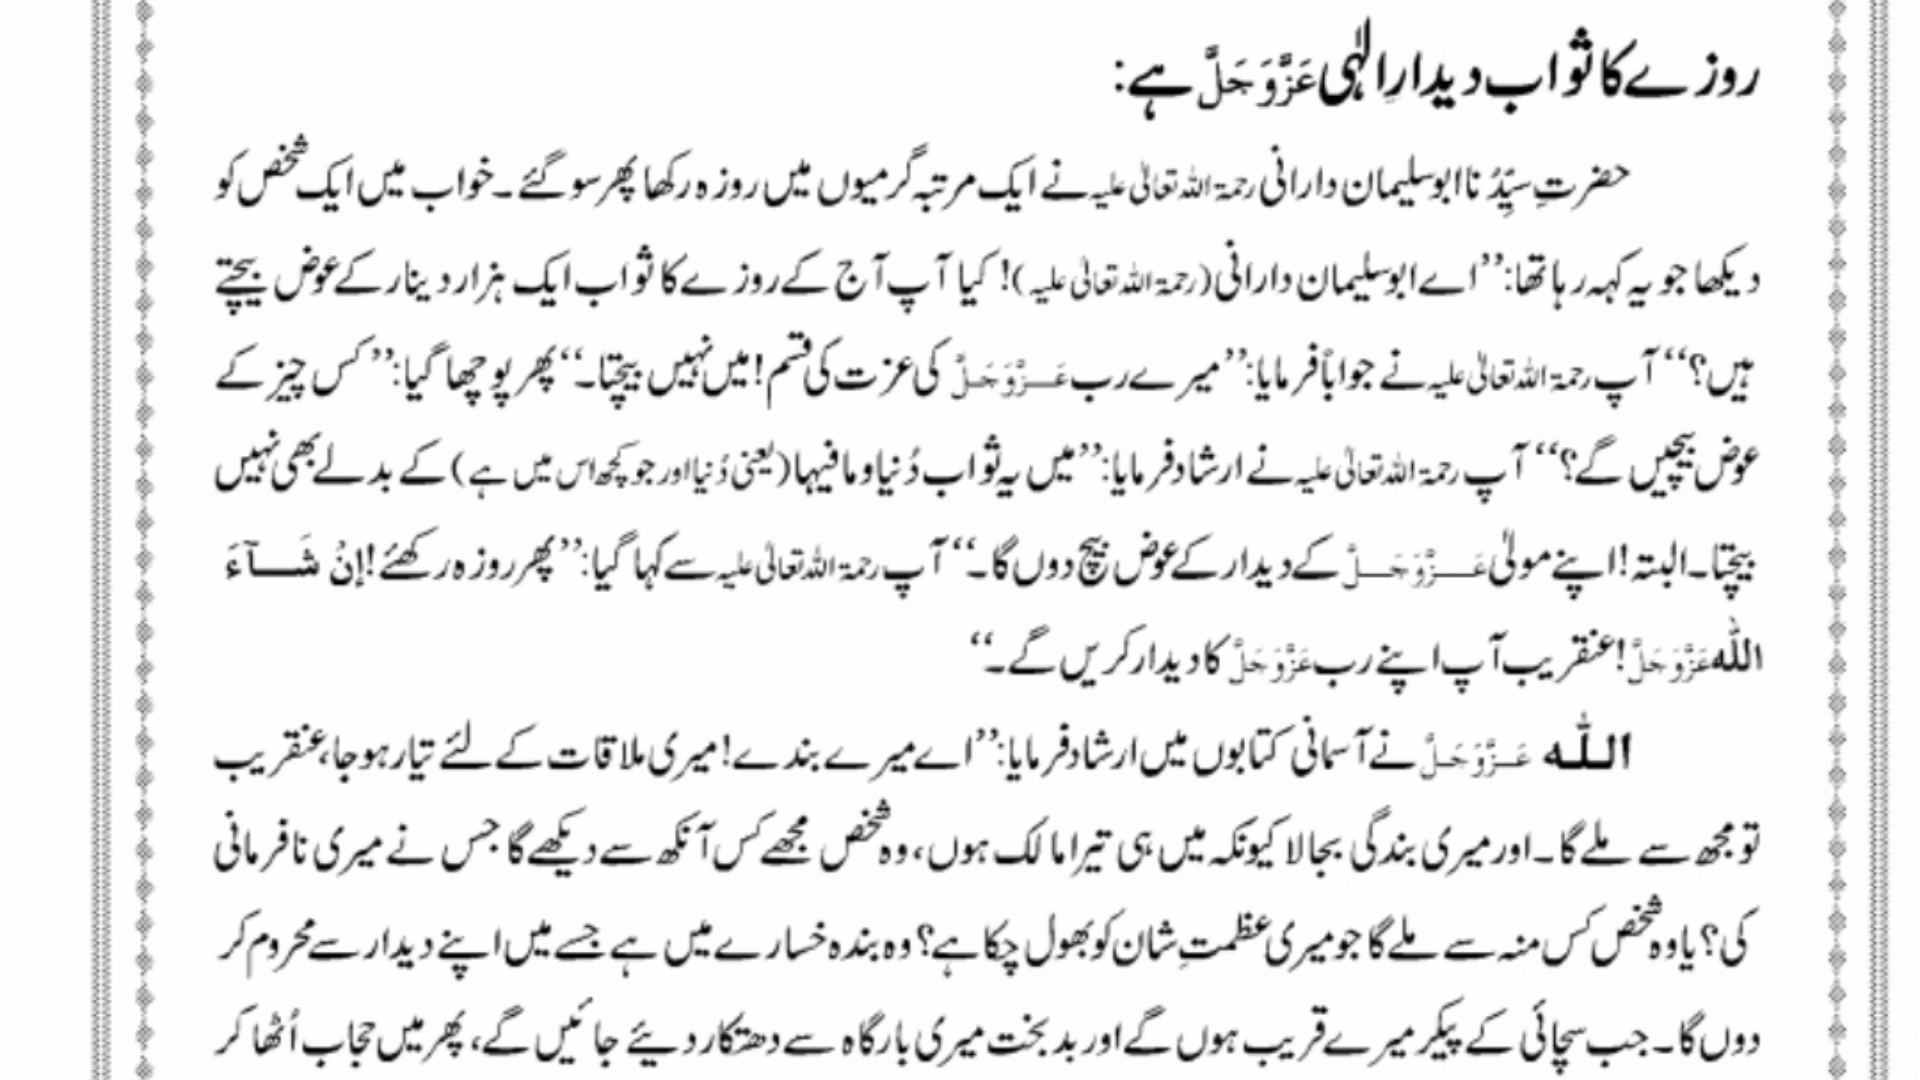 روزے کا ثواب دیدارِ الٰہی عَزَّوَجَلَّ ہے:
حضرتِ سیِّدُنا ابو سلیمان دارانی رحمۃ اللہ تعالٰی علیہ نے ایک مرتبہ گرمیوں میں روزہ رکھا پھر سو گئے۔ خواب میں ایک شخص کو
دیکھا جو یہ کہہ رہا تھا: ’’اے ابو سلیمان دارانی (رحمۃ اللہ تعالٰی علیہ)! کیا آپ آج کے روزے کا ثواب ایک ہزار دینار کے عوض بیچتے
ہیں؟‘‘ آپ رحمۃ اللہ تعالٰی علیہ نے جواباً فرمایا: ’’میرے رب عَزَّوَجَلَّ کی عزت کی قسم! میں نہیں بیچتا۔‘‘ پھر پوچھا گیا: ’’کس چیز کے
عوض بیچیں گے؟‘‘ آپ رحمۃ اللہ تعالٰی علیہ نے ارشاد فرمایا: ’’میں یہ ثواب دُنیا و مافیہا (یعنی دُنیا اور جو کچھ اس میں ہے) کے بدلے بھی نہیں
بیچتا۔ البتہ! اپنے مولیٰ عَزَّوَجَلَّ کے دیدار کے عوض بیچ دوں گا۔‘‘ آپ رحمۃ اللہ تعالٰی علیہ سے کہا گیا: ’’پھر روزہ رکھئے! اِنْ شَآءَ
اللہ عَزَّوَجَلَّ! عنقریب آپ اپنے رب عَزَّوَجَلَّ کا دیدار کریں گے۔‘‘
اللہ عَزَّوَجَلَّ نے آسمانی کتابوں میں ارشاد فرمایا: ’’اے میرے بندے! میری ملاقات کے لئے تیار ہوجا، عنقریب
تو مجھ سے ملے گا۔ اور میری بندگی بجا لا کیونکہ میں ہی تیرا مالک ہوں، وہ شخص مجھے کس آنکھ سے دیکھے گا جس نے میری نافرمانی
کی؟ یا وہ شخص کس منہ سے ملے گا جو میری عظمتِ شان کو بھول چکا ہے؟ وہ بندہ خسارے میں ہے جسے میں اپنے دیدار سے محروم کر
دوں گا۔ جب سچائی کے پیکر میرے قریب ہوں گے اور بدبخت میری بارگاہ سے دھتکار دیئے جائیں گے، پھر میں حجاب اُٹھا کر